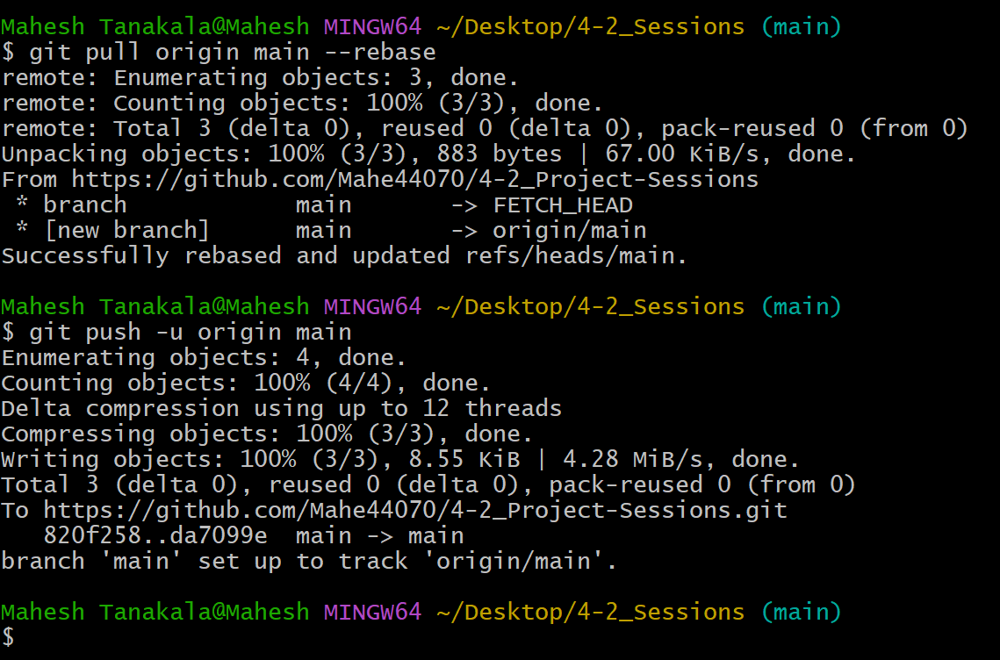 Mahesh Tanakala@Mahesh MINGW64 ~/Desktop/4-2_Sessions (main)
$ git pull origin main --rebase
remote: Enumerating objects: 3, done.
remote: Counting objects: 100% (3/3), done.
remote: Total 3 (delta 0), reused 0 (delta 0), pack-reused 0 (from 0)
Unpacking objects: 100% (3/3), 883 bytes | 67.00 KiB/s, done.
From https://github.com/Mahe44070/4-2_Project-Sessions
 * branch            main       -> FETCH_HEAD
 * [new branch]      main       -> origin/main
Successfully rebased and updated refs/heads/main.

Mahesh Tanakala@Mahesh MINGW64 ~/Desktop/4-2_Sessions (main)
$ git push -u origin main
Enumerating objects: 4, done.
Counting objects: 100% (4/4), done.
Delta compression using up to 12 threads
Compressing objects: 100% (3/3), done.
Writing objects: 100% (3/3), 8.55 KiB | 4.28 MiB/s, done.
Total 3 (delta 0), reused 0 (delta 0), pack-reused 0 (from 0)
To https://github.com/Mahe44070/4-2_Project-Sessions.git
   820f258..da7099e  main -> main
branch 'main' set up to track 'origin/main'.

Mahesh Tanakala@Mahesh MINGW64 ~/Desktop/4-2_Sessions (main)
$